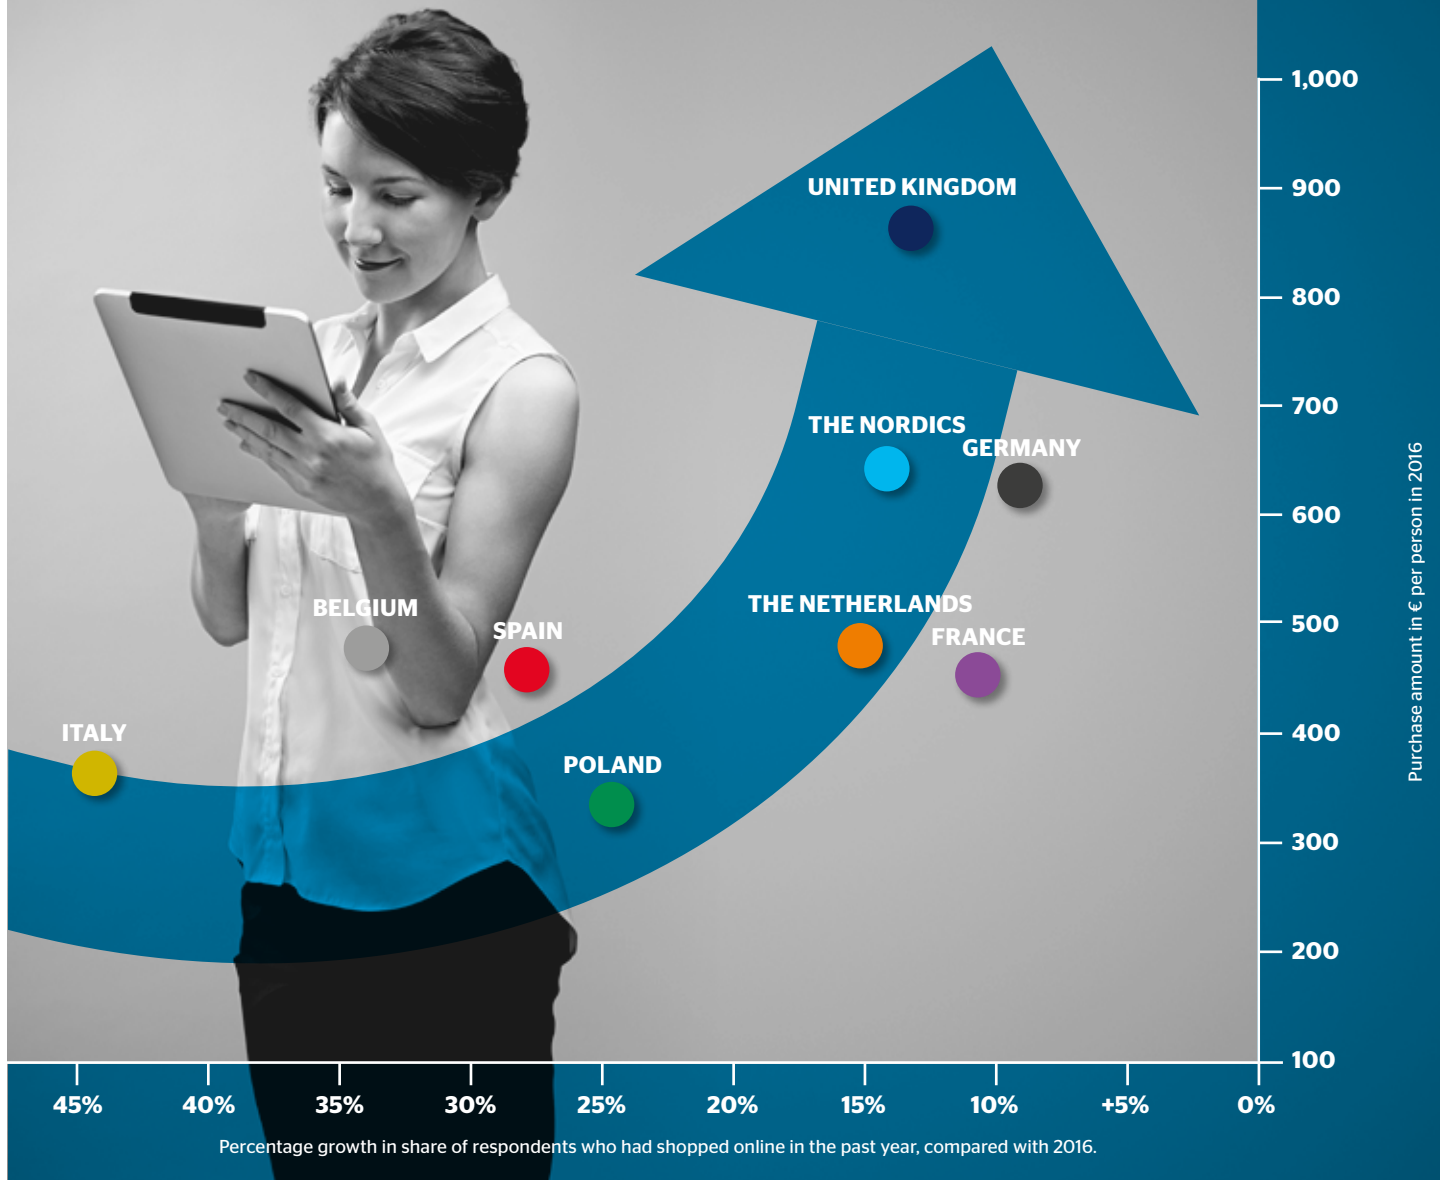 1,000
UNITED KINGDOM
900
800
700
THE NORDICS
GERMANY
600
THE NETHERLANDS
BELGIUM
500
SPAIN
FRANCE
ITALY
400
POLAND
300
200
100
Purchase amount in € per person in 2016
45% 40% 35% 30% 25% 20% 15% 10% +5% 0%
Percentage growth in share of respondents who had shopped online in the past year, compared with 2016.